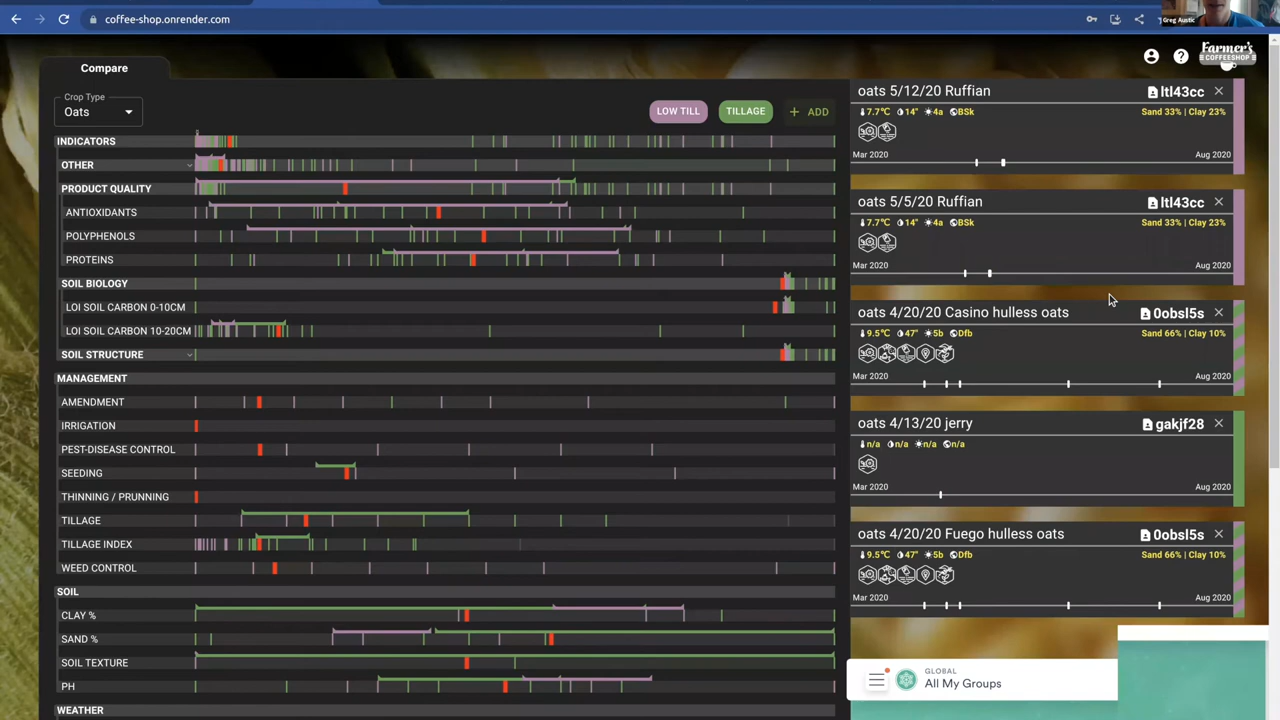 coffee-shop.onrender.com
Greg Austic
Compare
Farmer's
COFFEESHOP
Crop Type
Oats
LOW TILL
TILLAGE
+ ADD
INDICATORS
OTHER
PRODUCT QUALITY
ANTIOXIDANTS
POLYPHENOLS
PROTEINS
SOIL BIOLOGY
LOI SOIL CARBON 0-10CM
LOI SOIL CARBON 10-20CM
SOIL STRUCTURE
MANAGEMENT
AMENDMENT
IRRIGATION
PEST-DISEASE CONTROL
SEEDING
THINNING / PRUNNING
TILLAGE
TILLAGE INDEX
WEED CONTROL
SOIL
CLAY %
SAND %
SOIL TEXTURE
PH
WEATHER
oats 5/12/20 Ruffian ltl43cc
7.7°C 14" 4a BSk Sand 33% | Clay 23%
Mar 2020 Aug 2020
oats 5/5/20 Ruffian ltl43cc
7.7°C 14" 4a BSk Sand 33% | Clay 23%
Mar 2020 Aug 2020
oats 4/20/20 Casino hulless oats 0obsl5s
9.5°C 47" 5b Dfb Sand 66% | Clay 10%
Mar 2020 Aug 2020
oats 4/13/20 jerry gakjf28
n/a n/a n/a n/a
Mar 2020 Aug 2020
oats 4/20/20 Fuego hulless oats 0obsl5s
9.5°C 47" 5b Dfb Sand 66% | Clay 10%
Mar 2020 Aug 2020
GLOBAL
All My Groups